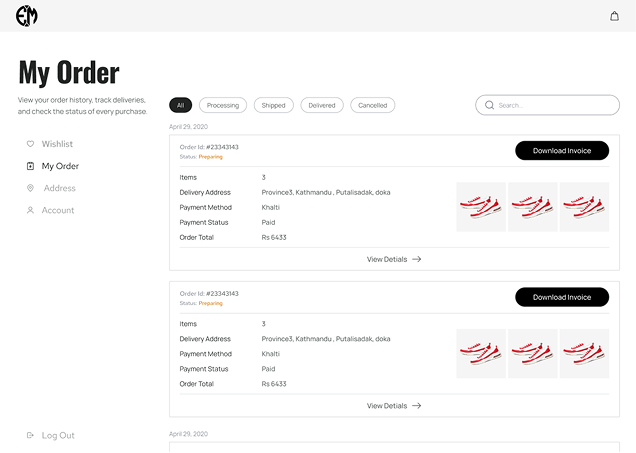 EM
My Order
View your order history, track deliveries,
and check the status of every purchase.
Wishlist
My Order
Address
Account
Log Out
All
Processing
Shipped
Delivered
Cancelled
Search..
April 29, 2020
Order Id: #23343143
Status: Preparing
Download Invoice
Items 3
Delivery Address Province3, Kathmandu , Putalisadak, doka
Payment Method Khalti
Payment Status Paid
Order Total Rs 6433
View Detials
Order Id: #23343143
Status: Preparing
Download Invoice
Items 3
Delivery Address Province3, Kathmandu , Putalisadak, doka
Payment Method Khalti
Payment Status Paid
Order Total Rs 6433
View Detials
April 29, 2020